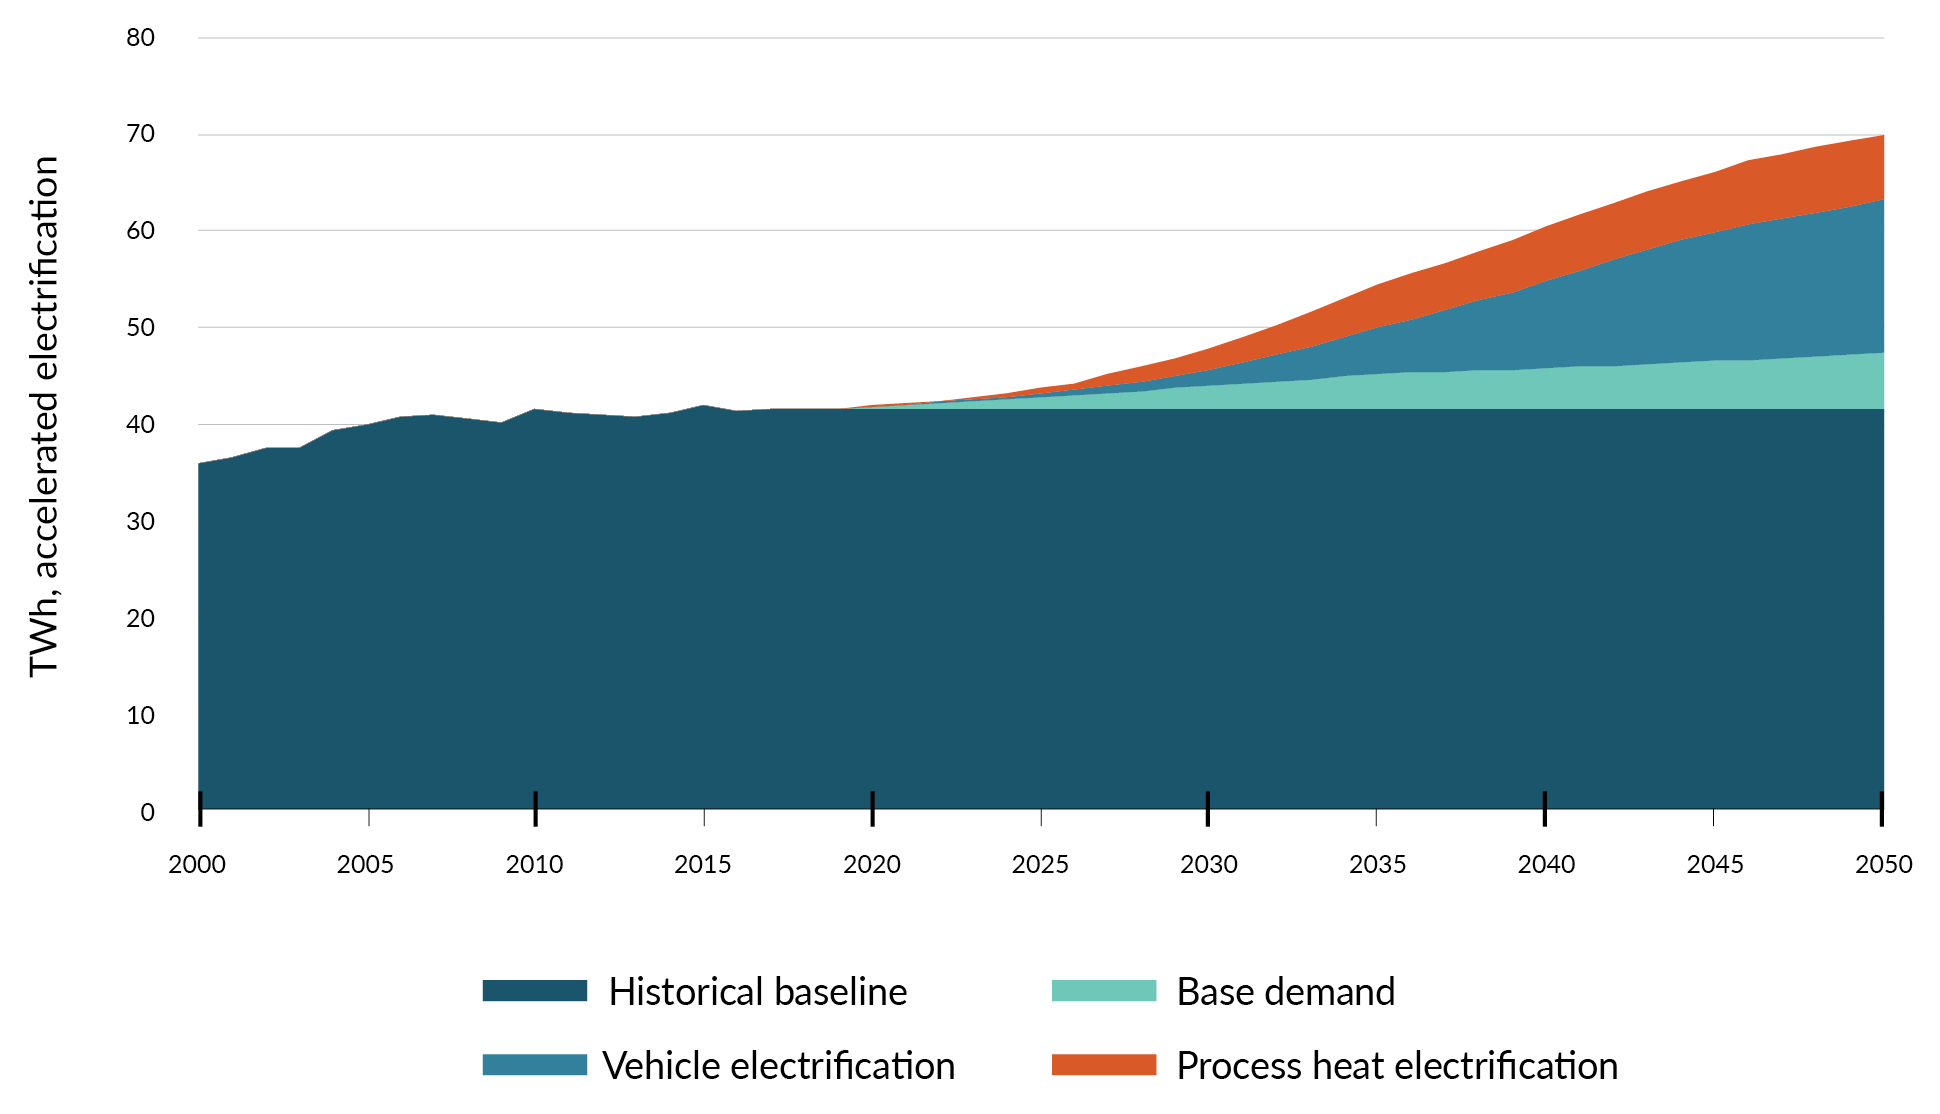 TWh, accelerated electrification
80
70
60
50
40
30
20
10
0
2000 2005 2010 2015 2020 2025 2030 2035 2040 2045 2050
Historical baseline Base demand
Vehicle electrification Process heat electrification